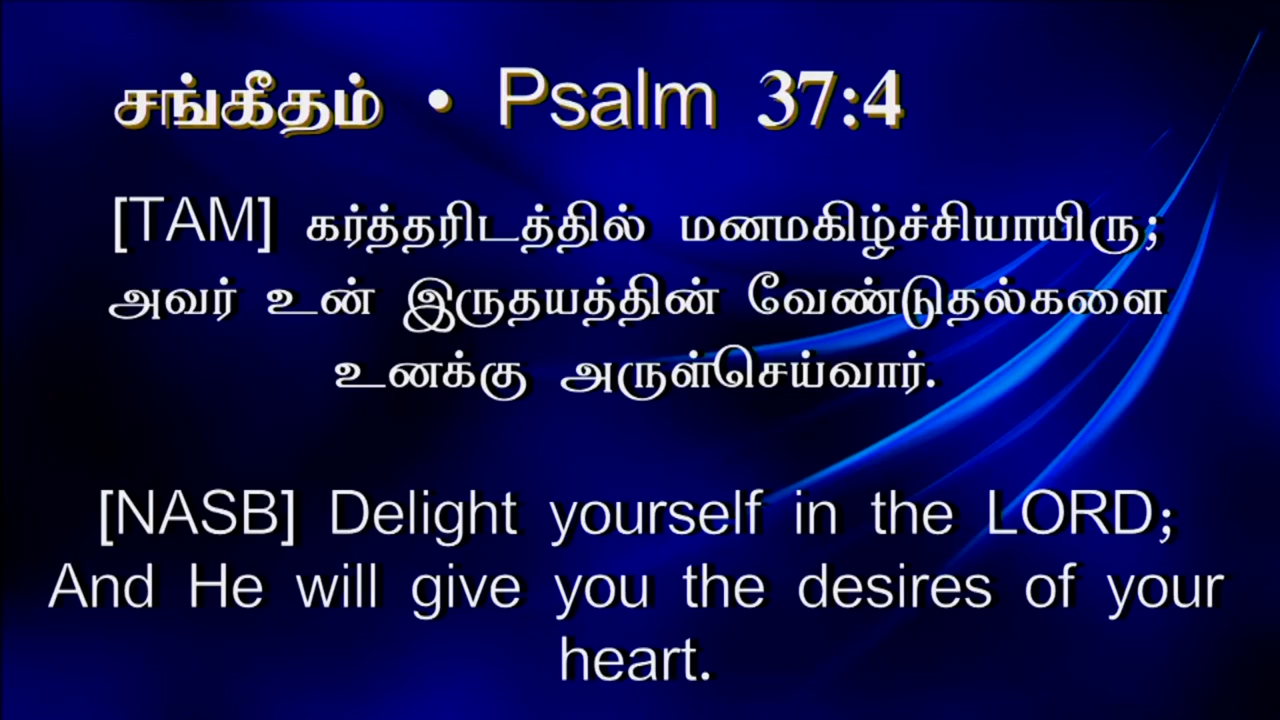 சங்கீதம் • Psalm 37:4
[TAM] கர்த்தரிடத்தில் மனமகிழ்ச்சியாயிரு;
அவர் உன் இருதயத்தின் வேண்டுதல்களை
உனக்கு அருள்செய்வார்.
[NASB] Delight yourself in the LORD;
And He will give you the desires of your
heart.